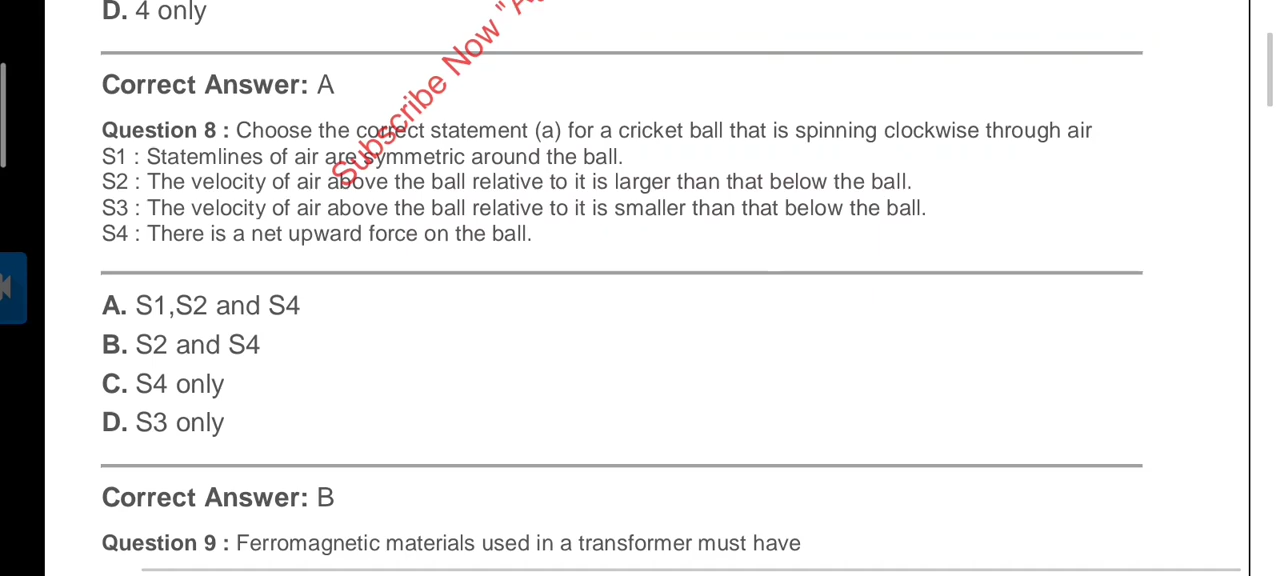 D. 4 only
Subscribe Now "A
Correct Answer: A
Question 8 : Choose the correct statement (a) for a cricket ball that is spinning clockwise through air
S1 : Statemlines of air are symmetric around the ball.
S2 : The velocity of air above the ball relative to it is larger than that below the ball.
S3 : The velocity of air above the ball relative to it is smaller than that below the ball.
S4 : There is a net upward force on the ball.
A. S1,S2 and S4
B. S2 and S4
C. S4 only
D. S3 only
Correct Answer: B
Question 9 : Ferromagnetic materials used in a transformer must have